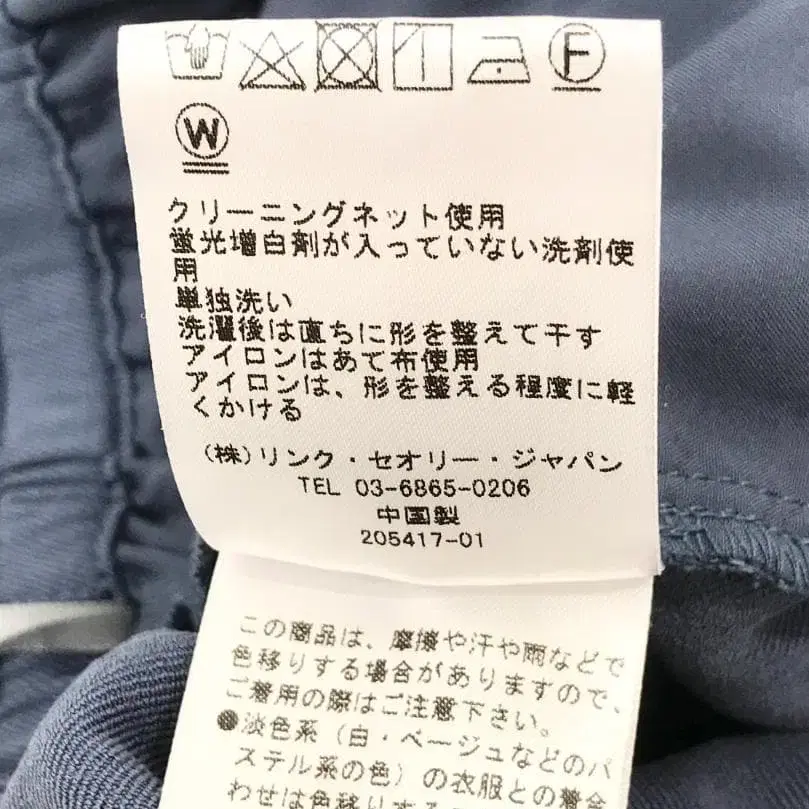 F
W
クリーニングネット使用
蛍光増白剤が入っていない洗剤使
用
単独洗い
洗濯後は直ちに形を整えて干す
アイロンはあて布使用
アイロンは、形を整える程度に軽
くかける
(株)リンク・セオリー・ジャパン
TEL 03-6865-0206
中国製
205417-01
この商品は、摩擦や汗や雨などで
色移りする場合がありますので、
ご着用の際はご注意下さい。
●淡色系(白・ベージュなどのパ
ステル系の色)の衣服との組合
わせは色移りする